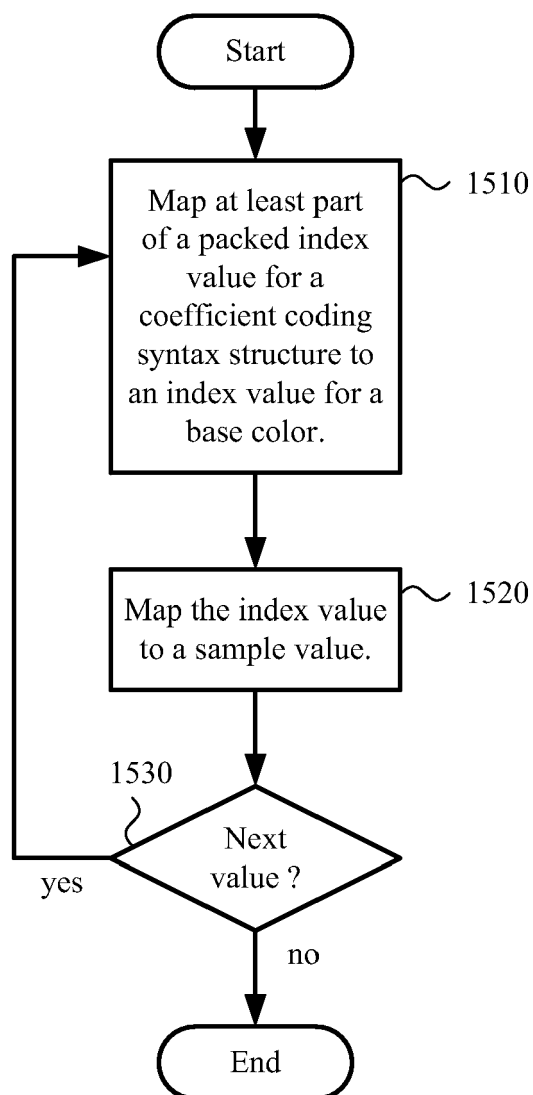 Start
1510
Map at least part
of a packed index
value for a
coefficient coding
syntax structure to
an index value for a
base color.
1520
Map the index value
to a sample value.
1530
Next
value ?
yes
no
End